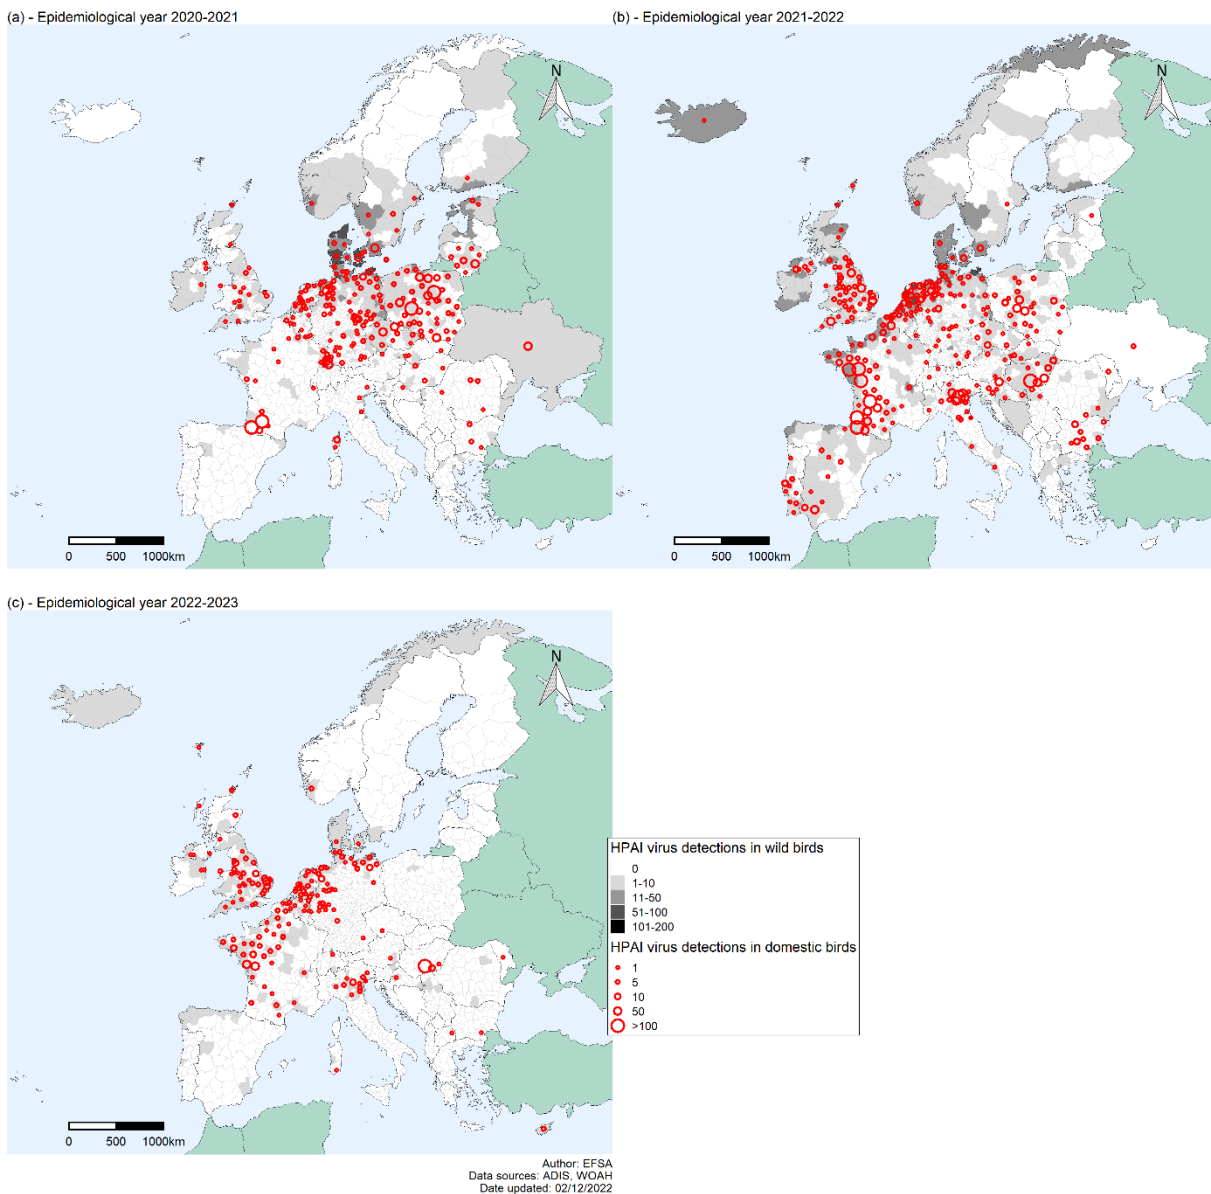 (a) - Epidemiological year 2020-2021
N
0 500 1000km
(b) - Epidemiological year 2021-2022
N
0 500 1000km
(c) - Epidemiological year 2022-2023
N
0 500 1000km
HPAI virus detections in wild birds
0
1-10
11-50
51-100
101-200
HPAI virus detections in domestic birds
1
5
10
50
>100
Author: EFSA
Data sources: ADIS, WOAH
Date updated: 02/12/2022